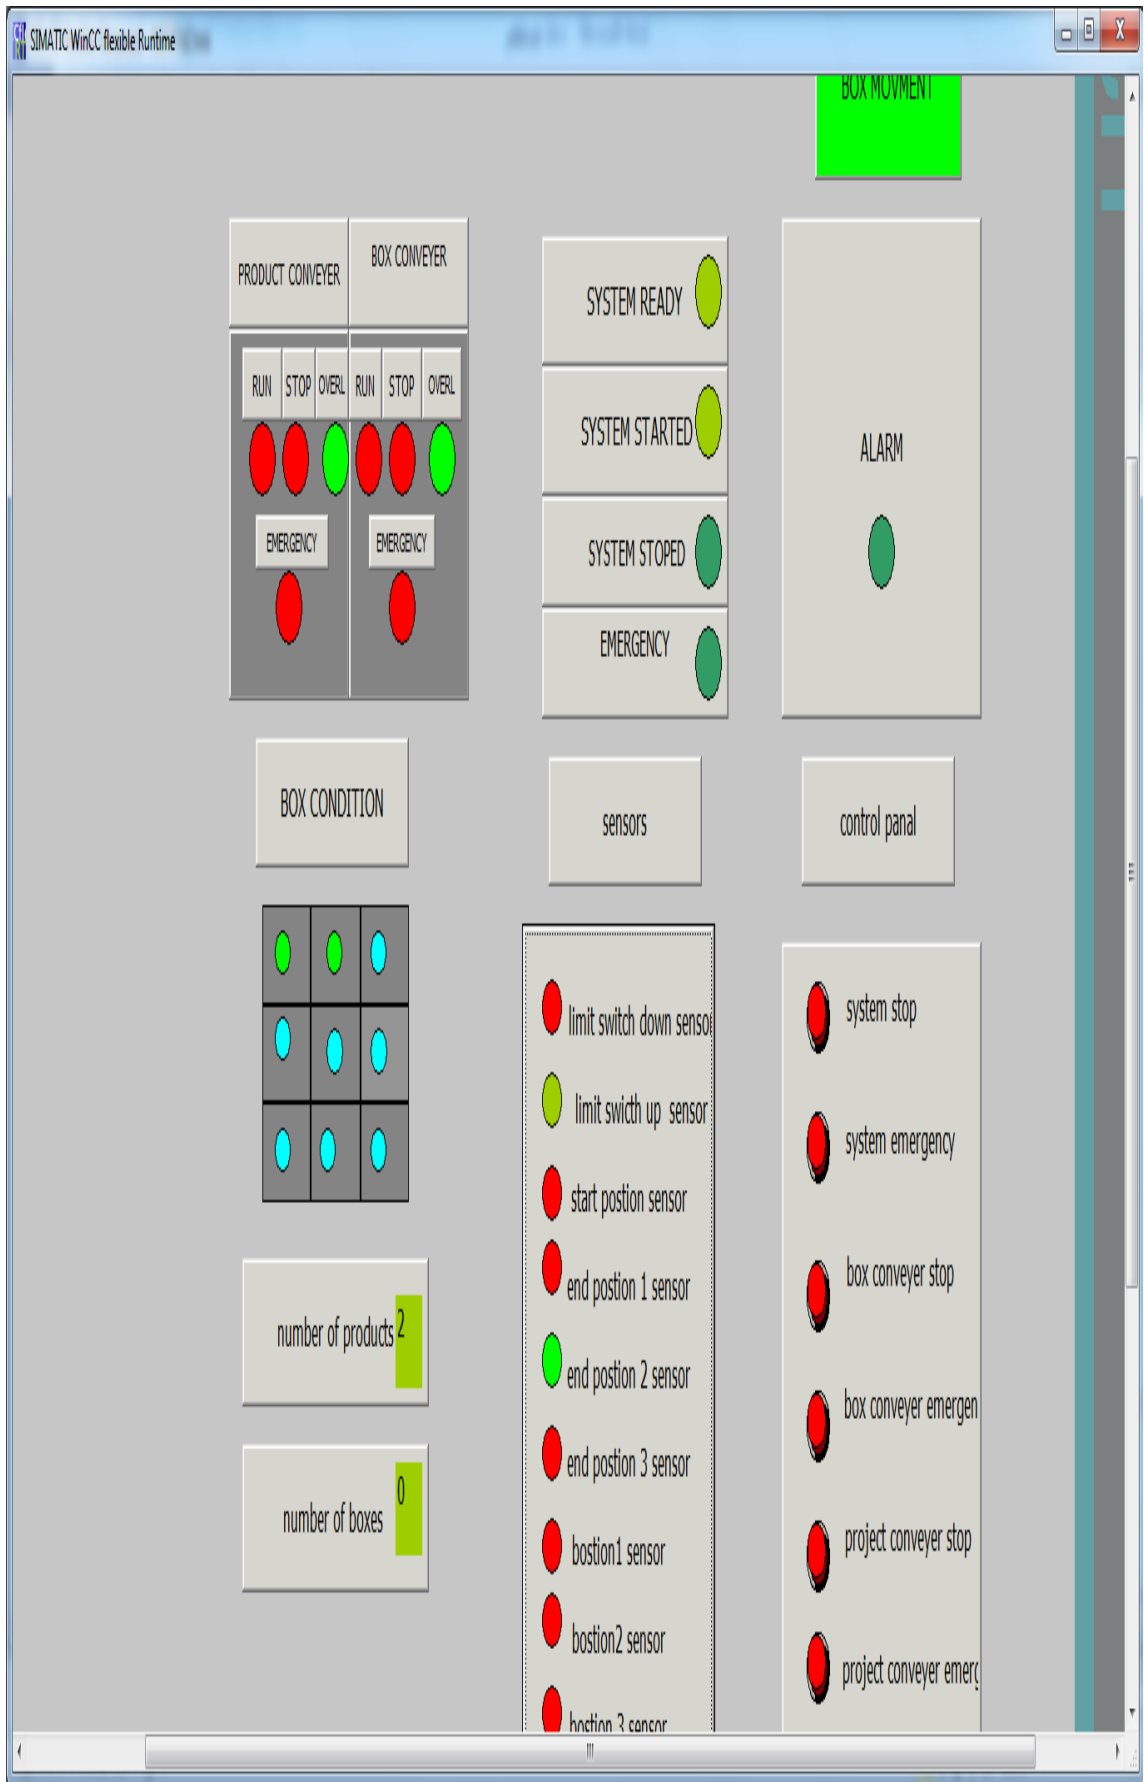 SIMATIC WinCC flexible Runtime
BOX MOVMENT
PRODUCT CONVEYER
BOX CONVEYER
RUN
STOP
OVERL
RUN
STOP
OVERL
EMERGENCY
EMERGENCY
SYSTEM READY
SYSTEM STARTED
SYSTEM STOPED
EMERGENCY
ALARM
BOX CONDITION
sensors
control panal
number of products 2
number of boxes 0
limit switch down sensor
limit swicth up sensor
start postion sensor
end postion 1 sensor
end postion 2 sensor
end postion 3 sensor
bostion1 sensor
bostion2 sensor
bostion 3 sensor
system stop
system emergency
box conveyer stop
box conveyer emergen
project conveyer stop
project conveyer emerg